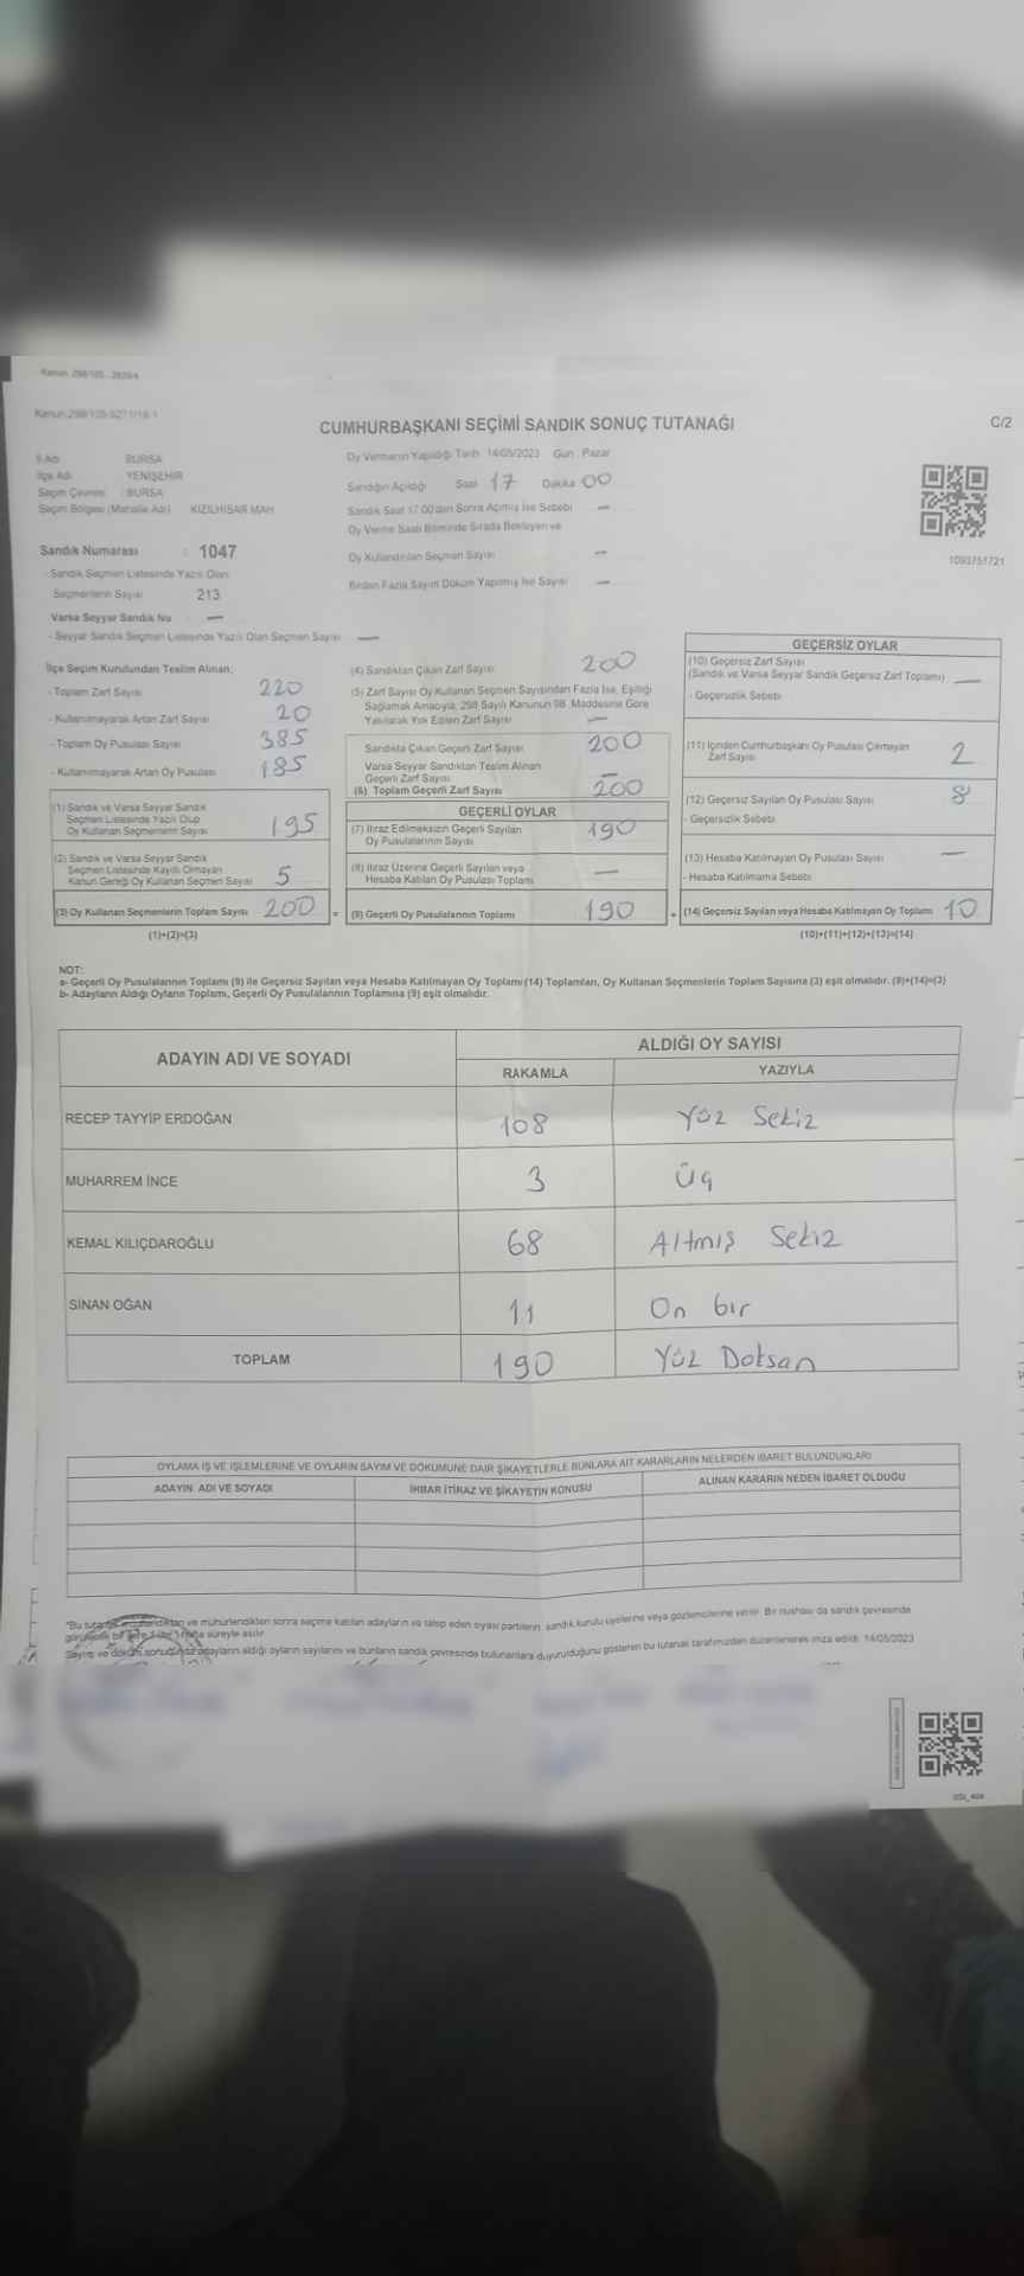 Kanun 298/105
CUMHURBAŞKANI SEÇİMİ SANDIK SONUÇ TUTANAĞI
C/2
İl Adı BURSA
İlçe Adı YENİŞEHİR
Seçim Çevresi BURSA
Seçim Bölgesi (Mahalle Adı) KIZILHİSAR MAH.
Sandık Numarası : 1047
- Sandık Seçmen Listesinde Yazılı Olan
Seçmenlerin Sayısı 213
Varsa Seyyar Sandık No —
- Seyyar Sandık Seçmen Listesinde Yazılı Olan Seçmen Sayısı —
Oy Vermenin Yapıldığı Tarih 14/05/2023 Gün : Pazar
Sandığın Açıldığı Saat 17 Dakika 00
Sandık Saat 17.00'dan Sonra Açılmış İse Sebebi —
Oy Verme Saati Bitiminde Sırada Bekleyen ve
Oy Kullandırılan Seçmen Sayısı —
Birden Fazla Sayım Döküm Yapılmış İse Sayısı —
1093751721
İlçe Seçim Kurulundan Teslim Alınan;
- Toplam Zarf Sayısı 220
- Kullanılmayarak Artan Zarf Sayısı 20
- Toplam Oy Pusulası Sayısı 385
- Kullanılmayarak Artan Oy Pusulası 185
(1) Sandık ve Varsa Seyyar Sandık
Seçmen Listesinde Yazılı Olup
Oy Kullanan Seçmenlerin Sayısı 195
(2) Sandık ve Varsa Seyyar Sandık
Seçmen Listesinde Kayıtlı Olmayan
Kanun Gereği Oy Kullanan Seçmen Sayısı 5
(3) Oy Kullanan Seçmenlerin Toplam Sayısı 200
(1)+(2)=(3)
(4) Sandıktan Çıkan Zarf Sayısı 200
(5) Zarf Sayısı Oy Kullanan Seçmen Sayısından Fazla İse, Eşitliği
Sağlamak Amacıyla, 298 Sayılı Kanunun 98. Maddesine Göre
Yakılarak Yok Edilen Zarf Sayısı —
Sandıkta Çıkan Geçerli Zarf Sayısı 200
Varsa Seyyar Sandıktan Teslim Alınan
Geçerli Zarf Sayısı —
(6) Toplam Geçerli Zarf Sayısı 200
GEÇERLİ OYLAR
(7) İtiraz Edilmeksizin Geçerli Sayılan
Oy Pusulalarının Sayısı 190
(8) İtiraz Üzerine Geçerli Sayılan veya
Hesaba Katılan Oy Pusulası Toplamı —
= (9) Geçerli Oy Pusulalarının Toplamı 190
GEÇERSİZ OYLAR
(10) Geçersiz Zarf Sayısı
(Sandık ve Varsa Seyyar Sandık Geçersiz Zarf Toplamı) —
- Geçersizlik Sebebi
(11) İçinden Cumhurbaşkanı Oy Pusulası Çıkmayan
Zarf Sayısı 2
(12) Geçersiz Sayılan Oy Pusulası Sayısı 8
- Geçersizlik Sebebi
(13) Hesaba Katılmayan Oy Pusulası Sayısı —
- Hesaba Katılmama Sebebi
+ (14) Geçersiz Sayılan veya Hesaba Katılmayan Oy Toplamı 10
(10)+(11)+(12)+(13)=(14)
NOT:
a- Geçerli Oy Pusulalarının Toplamı (9) ile Geçersiz Sayılan veya Hesaba Katılmayan Oy Toplamı (14) Toplamları, Oy Kullanan Seçmenlerin Toplam Sayısına (3) eşit olmalıdır. (9)+(14)=(3)
b- Adayların Aldığı Oyların Toplamı, Geçerli Oy Pusulalarının Toplamına (9) eşit olmalıdır.
ADAYIN ADI VE SOYADI
ALDIĞI OY SAYISI
RAKAMLA YAZIYLA
RECEP TAYYİP ERDOĞAN 108 Yüz Sekiz
MUHARREM İNCE 3 Üç
KEMAL KILIÇDAROĞLU 68 Altmış Sekiz
SİNAN OĞAN 11 On bir
TOPLAM 190 Yüz Doksan
OYLAMA İŞ VE İŞLEMLERİNE VE OYLARIN SAYIM VE DÖKÜMÜNE DAİR ŞİKAYETLERLE BUNLARA AİT KARARLARIN NELERDEN İBARET BULUNDUKLARI
ADAYIN ADI VE SOYADI
İHBAR İTİRAZ VE ŞİKAYETİN KONUSU
ALINAN KARARIN NEDEN İBARET OLDUĞU
ve mühürlendikten sonra seçime katılan adayların ve talep eden siyasi partilerin, sandık kurulu üyelerine veya gözlemcilerine verilir. Bir nüshası da sandık çevresinde
süreyle asılır.
Sayım ve döküm adayların aldığı oyların sayılarını ve bunların sandık çevresinde bulunanlara duyurulduğunu gösteren bu tutanak tarafımızdan düzenlenerek imza edildi. 14/05/2023